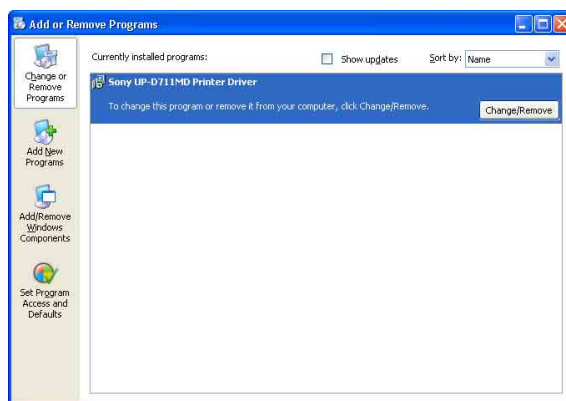 Add or Remove Programs
Change or
Remove
Programs
Currently installed programs:
Show updates
Sort by:
Name
Sony UP-D711MD Printer Driver
To change this program or remove it from your computer, click Change/Remove.
Change/Remove
Add New
Programs
Add/Remove
Windows
Components
Set Program
Access and
Defaults